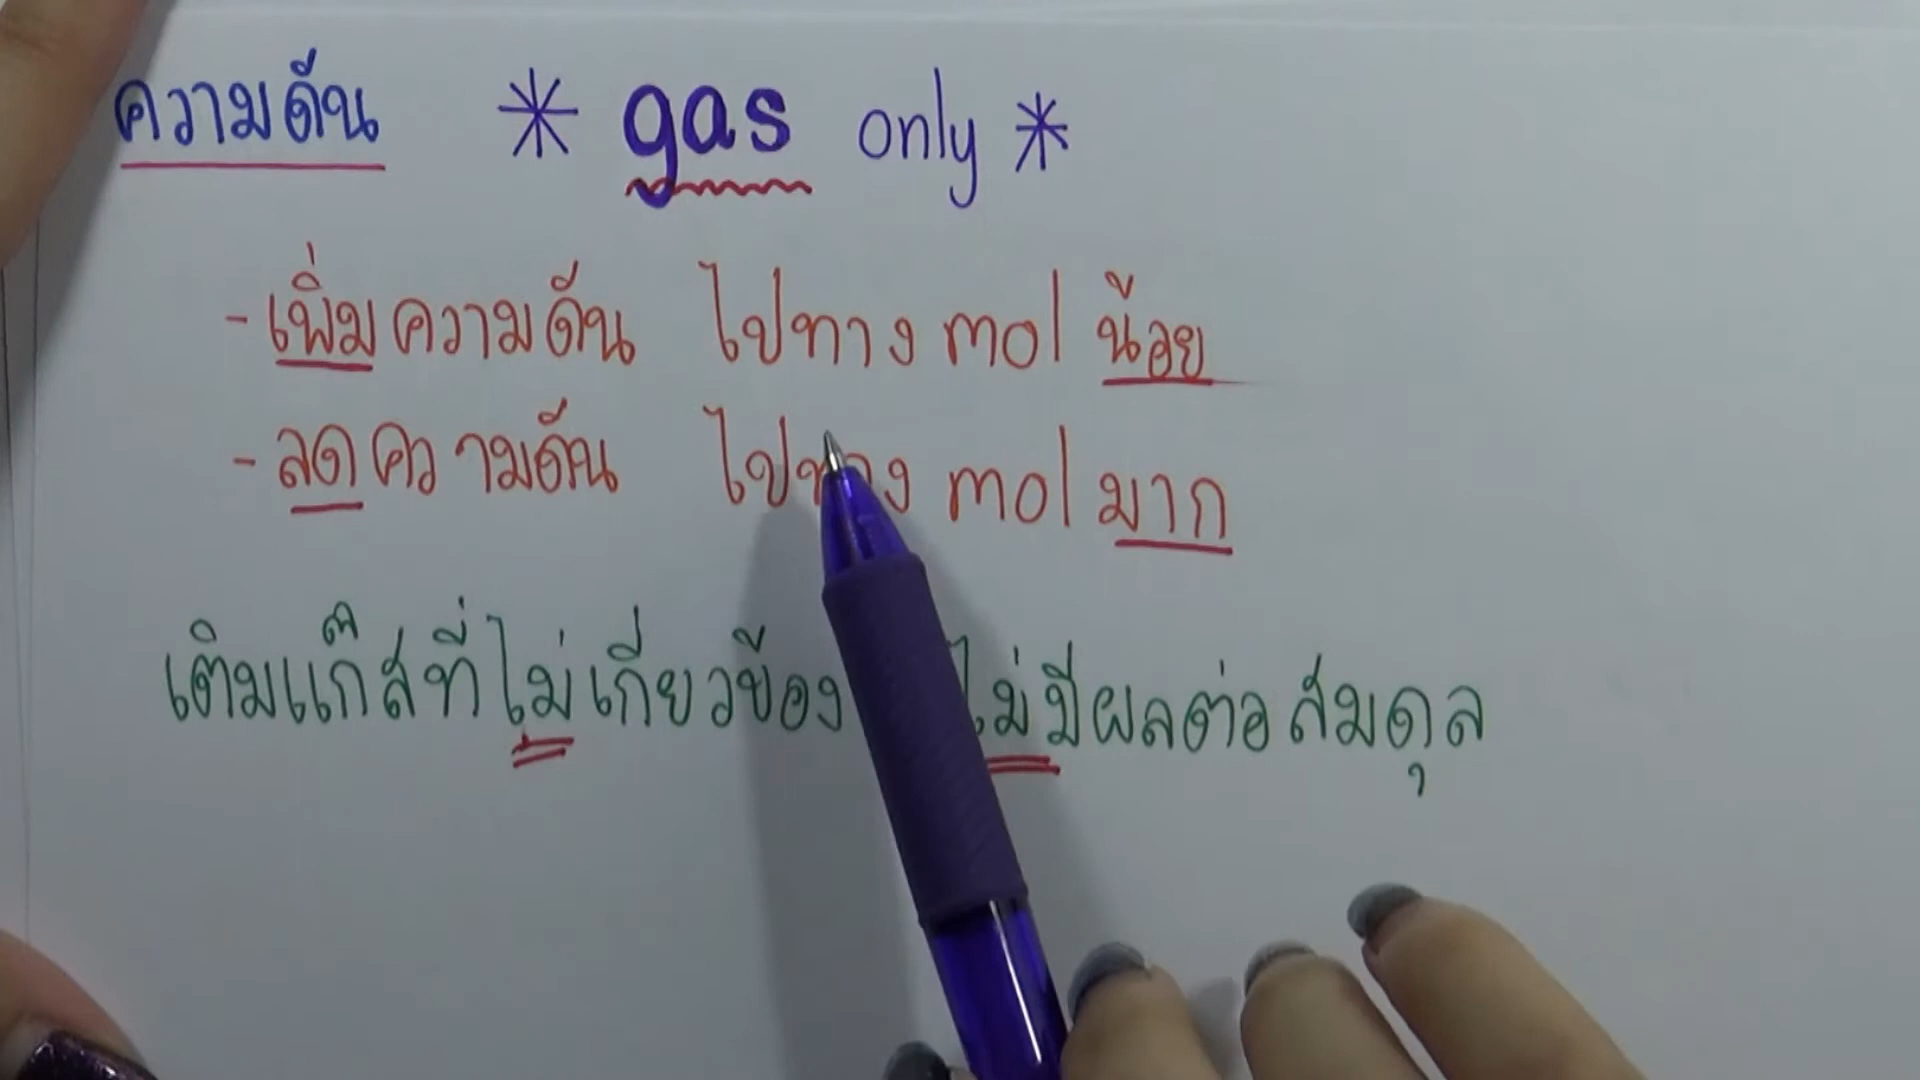 ความดัน * gas only *
- เพิ่มความดัน ไปทาง mol น้อย
- ลดความดัน ไปทาง mol มาก
เติมแก๊สที่ไม่เกี่ยวข้อง ไม่มีผลต่อสมดุล